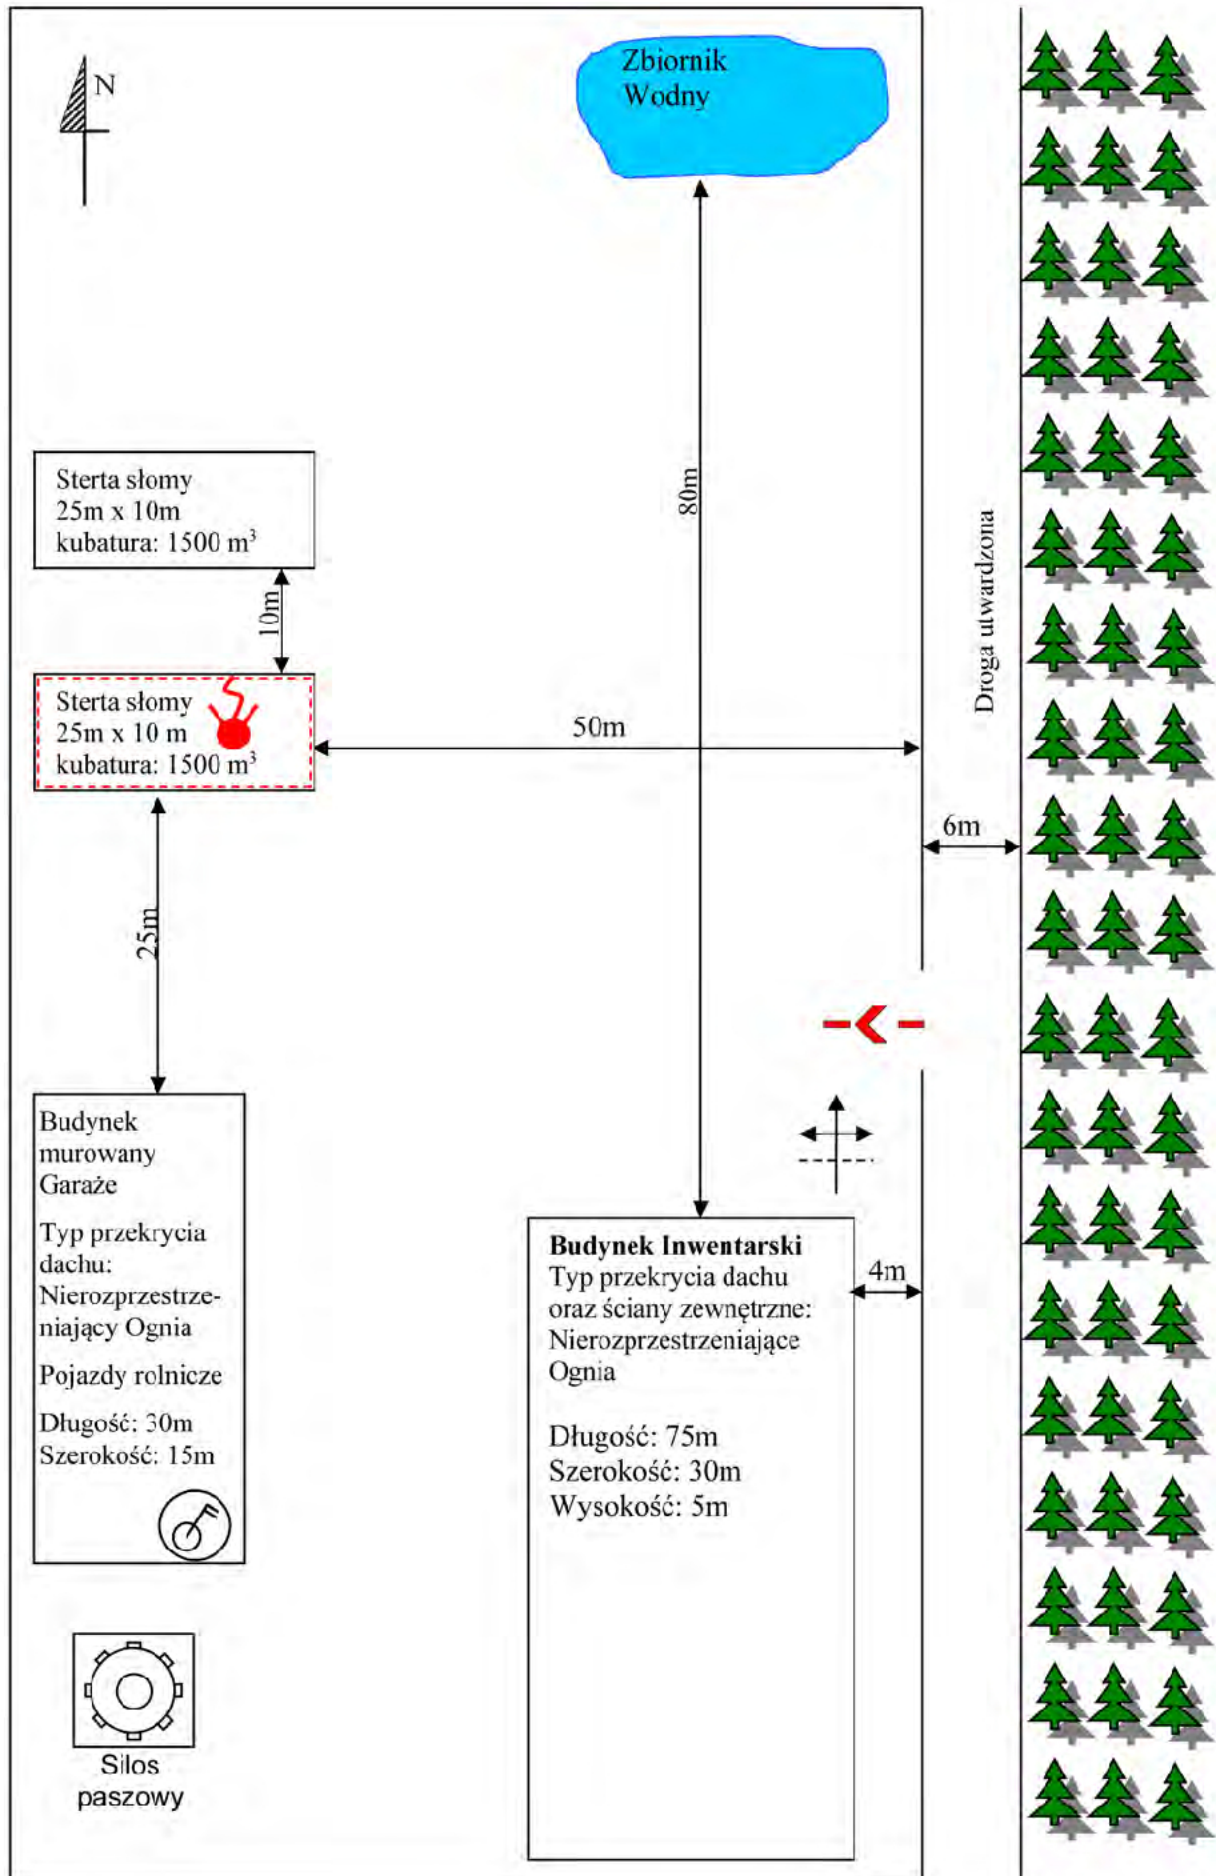 N
Zbiornik
Wodny
80m
Sterta słomy
25m x 10m
kubatura: 1500 m³
10m
Sterta słomy
25m x 10 m
kubatura: 1500 m³
50m
Droga utwardzona
6m
25m
Budynek
murowany
Garaże
Typ przekrycia
dachu:
Nierozprzestrze-
niający Ognia
Pojazdy rolnicze
Długość: 30m
Szerokość: 15m
Budynek Inwentarski
Typ przekrycia dachu
oraz ściany zewnętrzne:
Nierozprzestrzeniające
Ognia
Długość: 75m
Szerokość: 30m
Wysokość: 5m
4m
Silos
paszowy